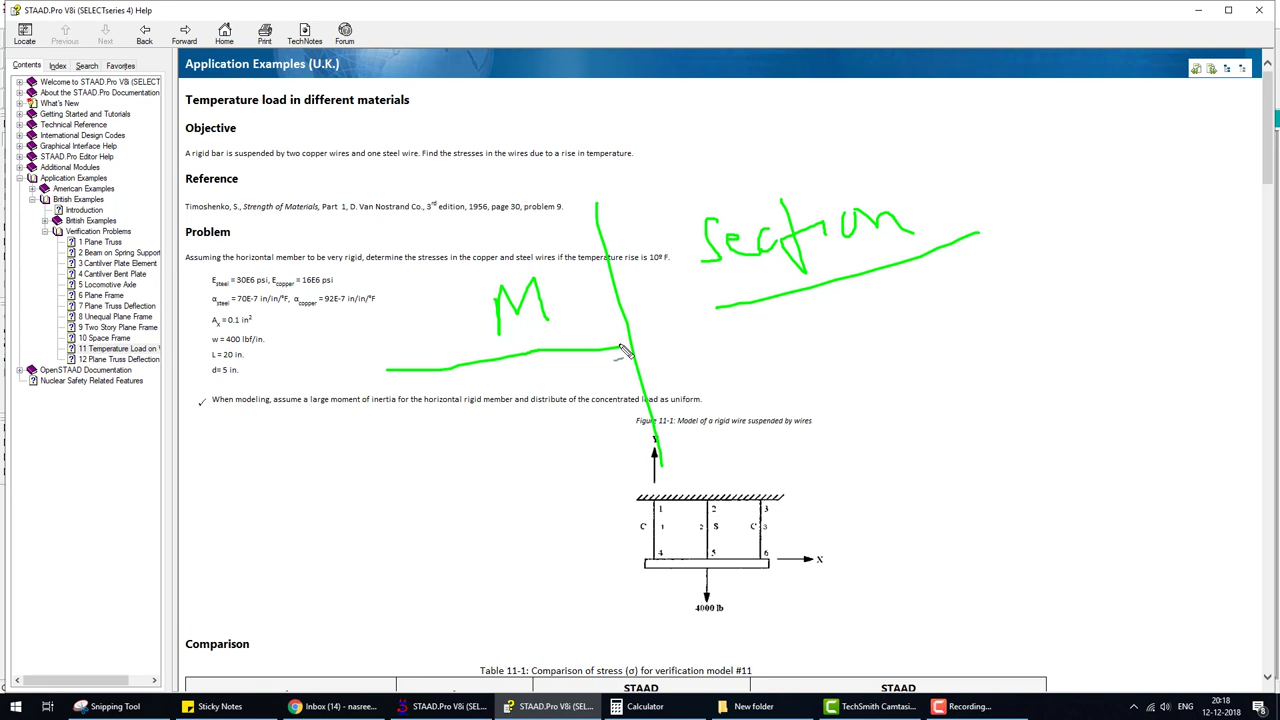 STAAD.Pro V8i (SELECTseries 4) Help
Locate Previous Next Back Forward Home Print TechNotes Forum
Contents Index Search Favorites
Welcome to STAAD.Pro V8i (SELECT
About the STAAD.Pro Documentation
What's New
Getting Started and Tutorials
Technical Reference
International Design Codes
Graphical Interface Help
STAAD.Pro Editor Help
Additional Modules
Application Examples
American Examples
British Examples
Introduction
British Examples
Verification Problems
1 Plane Truss
2 Beam on Spring Support
3 Cantilver Plate Element
4 Cantilver Bent Plate
5 Locomotive Axle
6 Plane Frame
7 Plane Truss Deflection
8 Unequal Plane Frame
9 Two Story Plane Frame
10 Space Frame
11 Temperature Load on
12 Plane Truss Deflection
OpenSTAAD Documentation
Nuclear Safety Related Features
Application Examples (U.K.)
Temperature load in different materials
Objective
A rigid bar is suspended by two copper wires and one steel wire. Find the stresses in the wires due to a rise in temperature.
Reference
Timoshenko, S., Strength of Materials, Part 1, D. Van Nostrand Co., 3rd edition, 1956, page 30, problem 9.
Problem
Assuming the horizontal member to be very rigid, determine the stresses in the copper and steel wires if the temperature rise is 10º F.
Esteel = 30E6 psi, Ecopper = 16E6 psi
αsteel = 70E-7 in/in/°F, αcopper = 92E-7 in/in/°F
AX = 0.1 in2
w = 400 lbf/in.
L = 20 in.
d= 5 in.
M
Section
When modeling, assume a large moment of inertia for the horizontal rigid member and distribute of the concentrated load as uniform.
Figure 11-1: Model of a rigid wire suspended by wires
Y
1 2 3
C 1 2 S C 3
4 5 6
X
4000 lb
Comparison
Table 11-1: Comparison of stress (σ) for verification model #11
STAAD STAAD
Snipping Tool Sticky Notes Inbox (14) - nasree... STAAD.Pro V8i (SEL... STAAD.Pro V8i (SEL... Calculator New folder TechSmith Camtasi... Recording...
20:18
12-12-2018
8